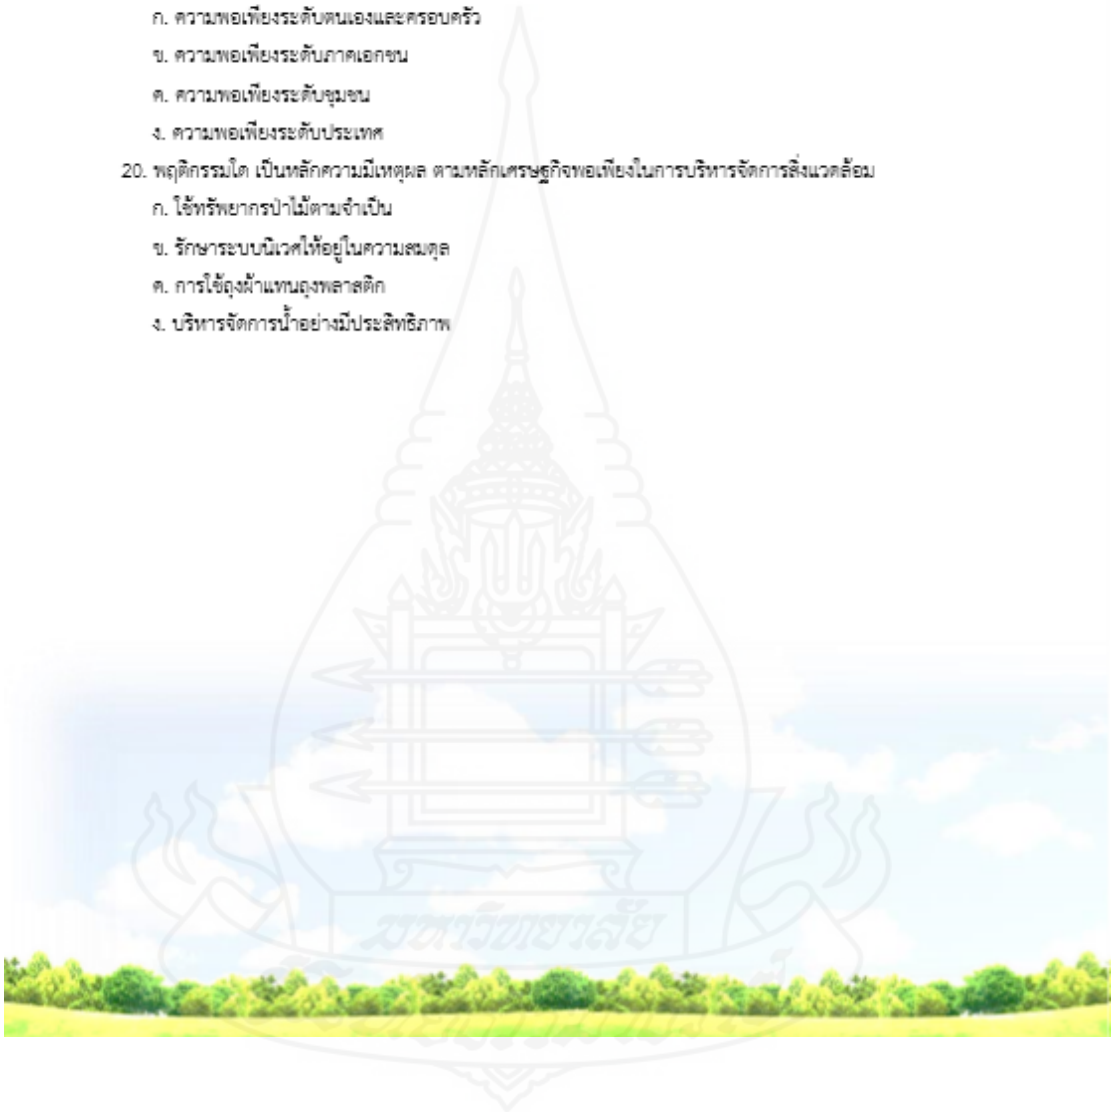 ก. ความพอเพียงระดับตนเองและครอบครัว
ข. ความพอเพียงระดับภาคเอกชน
ค. ความพอเพียงระดับชุมชน
ง. ความพอเพียงระดับประเทศ
20. พฤติกรรมใด เป็นหลักความมีเหตุผล ตามหลักเศรษฐกิจพอเพียงในการบริหารจัดการสิ่งแวดล้อม
ก. ใช้ทรัพยากรป่าไม้ตามจำเป็น
ข. รักษาระบบนิเวศให้อยู่ในความสมดุล
ค. การใช้ถุงผ้าแทนถุงพลาสติก
ง. บริหารจัดการน้ำอย่างมีประสิทธิภาพ
มหาวิทยาลัย